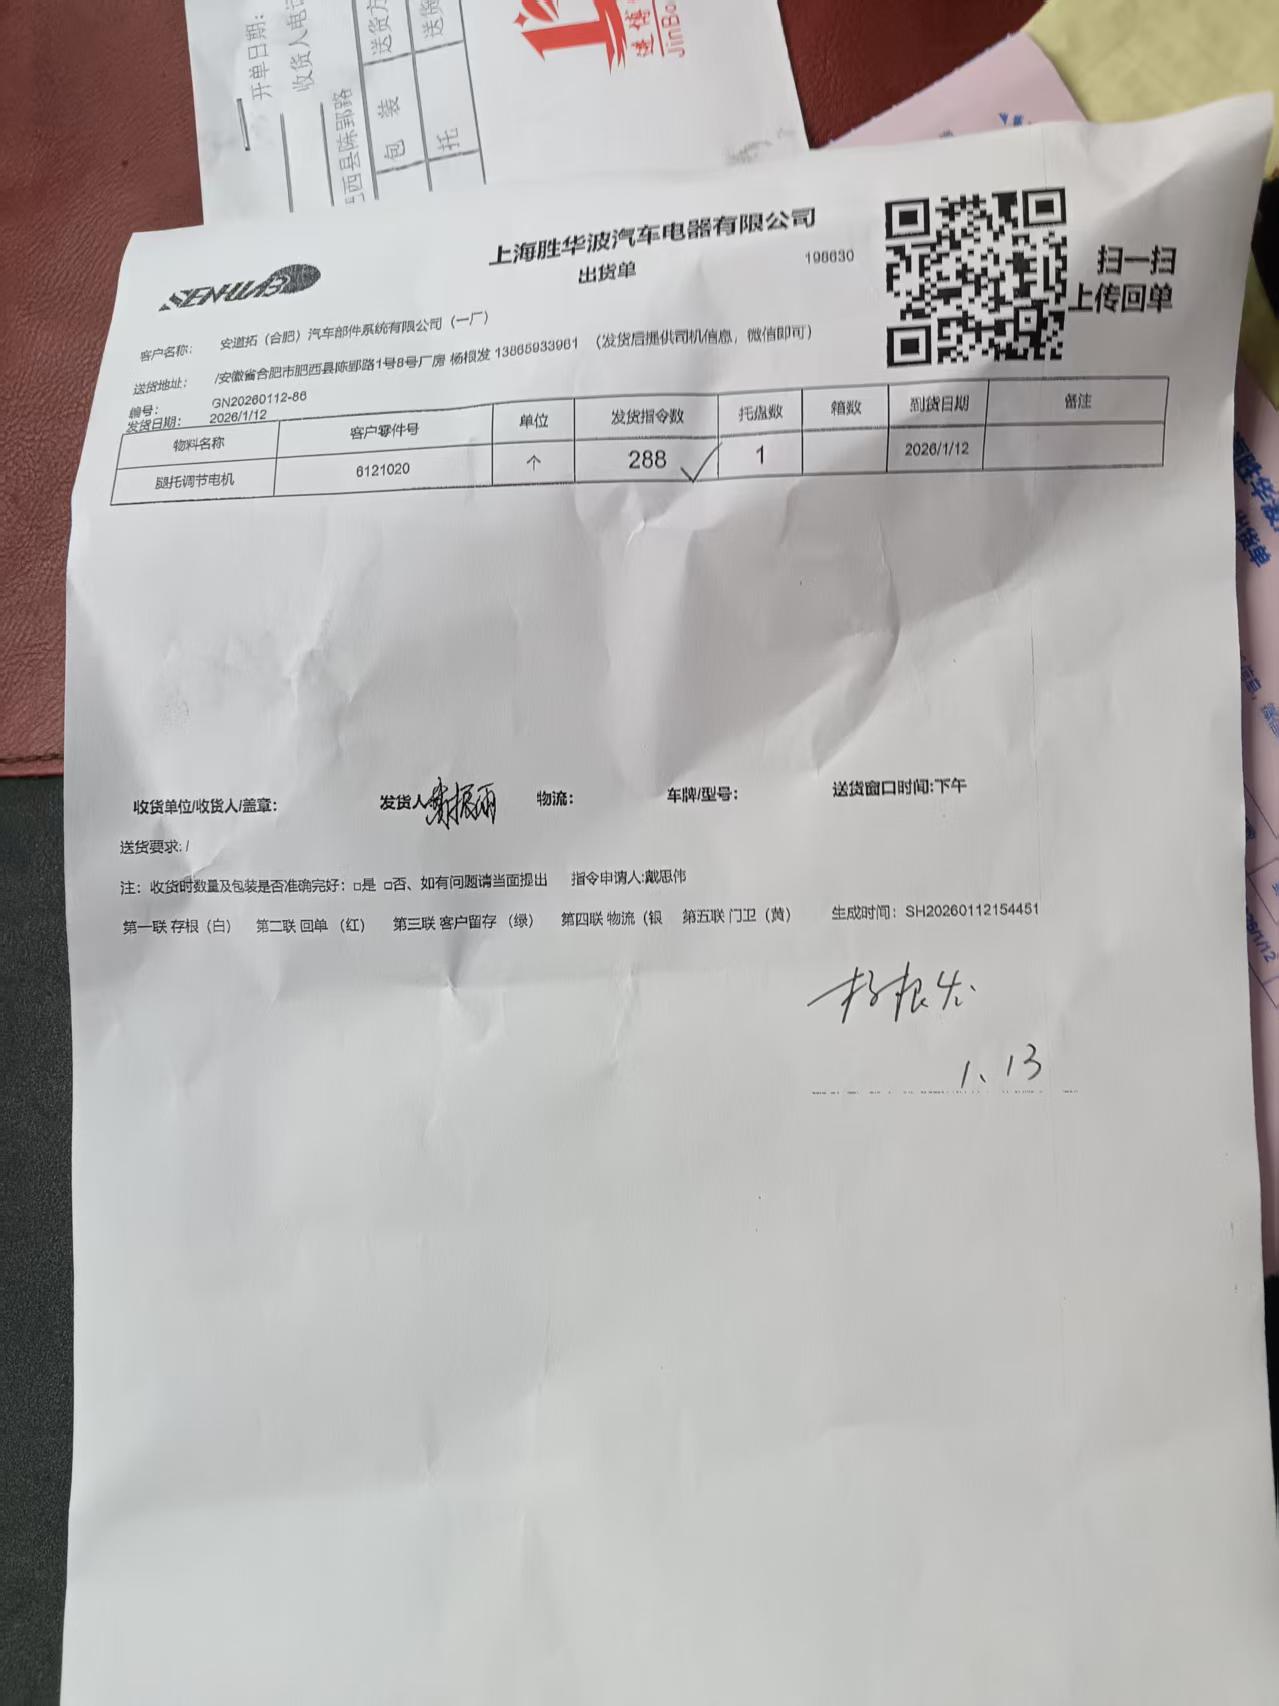 开单日期:
收货人电话
肥西县陈郢路
送货方
送货
包装
托
JinBo
上海胜华波汽车电器有限公司
出货单
198630
扫一扫
上传回单
SENHWABO
客户名称: 安道拓（合肥）汽车部件系统有限公司（一厂）
送货地址: /安徽省合肥市肥西县陈郢路1号8号厂房 杨根发 13865933961 （发货后提供司机信息，微信即可）
编号: GN20260112-86
发货日期: 2026/1/12
物料名称 客户零件号 单位 发货指令数 托盘数 箱数 到货日期 备注
腿托调节电机 6121020 个 288 1 2026/1/12
收货单位/收货人/盖章: 发货人 物流: 车牌/型号: 送货窗口时间:下午
送货要求: /
注：收货时数量及包装是否准确完好：□是 □否、如有问题请当面提出 指令申请人:戴思伟
第一联 存根（白） 第二联 回单 （红） 第三联 客户留存（绿） 第四联 物流（银 第五联 门卫（黄） 生成时间：SH20260112154451
杨根发
1、13